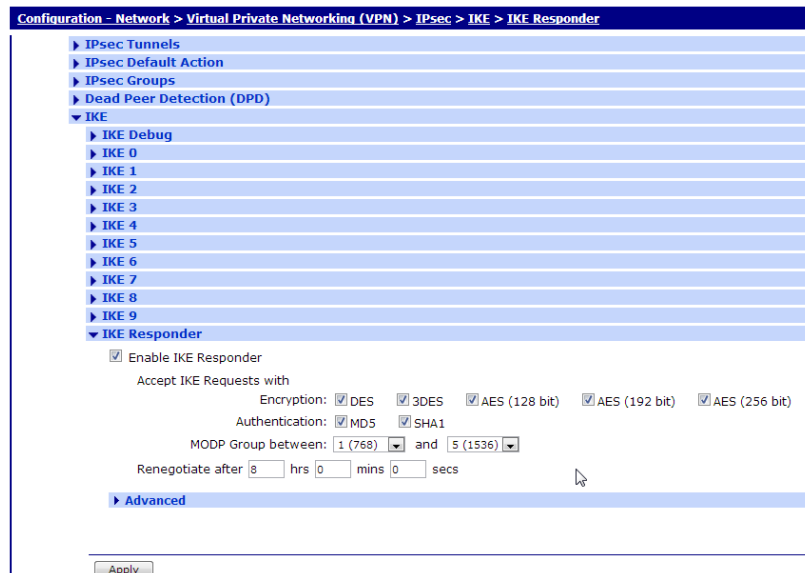 Configuration - Network > Virtual Private Networking (VPN) > IPsec > IKE > IKE Responder
IPsec Tunnels
IPsec Default Action
IPsec Groups
Dead Peer Detection (DPD)
IKE
IKE Debug
IKE 0
IKE 1
IKE 2
IKE 3
IKE 4
IKE 5
IKE 6
IKE 7
IKE 8
IKE 9
IKE Responder
Enable IKE Responder
Accept IKE Requests with
Encryption: DES 3DES AES (128 bit) AES (192 bit) AES (256 bit)
Authentication: MD5 SHA1
MODP Group between: 1 (768) and 5 (1536)
Renegotiate after 8 hrs 0 mins 0 secs
Advanced
Apply